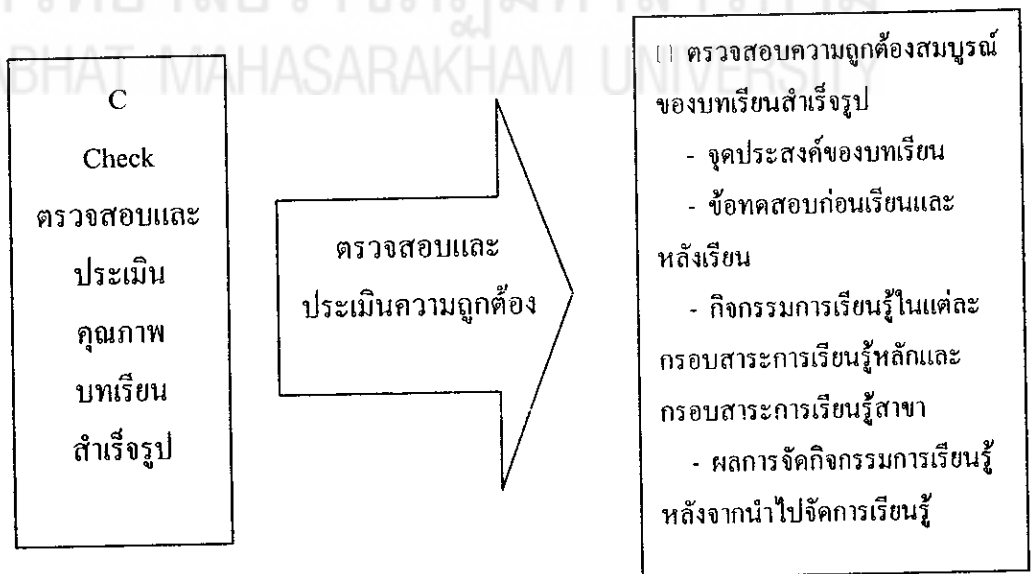 BHAT MAHASARAKHAM UNIVERSITY
C
Check
ตรวจสอบและ
ประเมิน
คุณภาพ
บทเรียน
สำเร็จรูป
ตรวจสอบและ
ประเมินความถูกต้อง
ตรวจสอบความถูกต้องสมบูรณ์
ของบทเรียนสำเร็จรูป
- จุดประสงค์ของบทเรียน
- ข้อทดสอบก่อนเรียนและ
หลังเรียน
- กิจกรรมการเรียนรู้ในแต่ละ
กรอบสาระการเรียนรู้หลักและ
กรอบสาระการเรียนรู้สาขา
- ผลการจัดกิจกรรมการเรียนรู้
หลังจากนำไปจัดการเรียนรู้